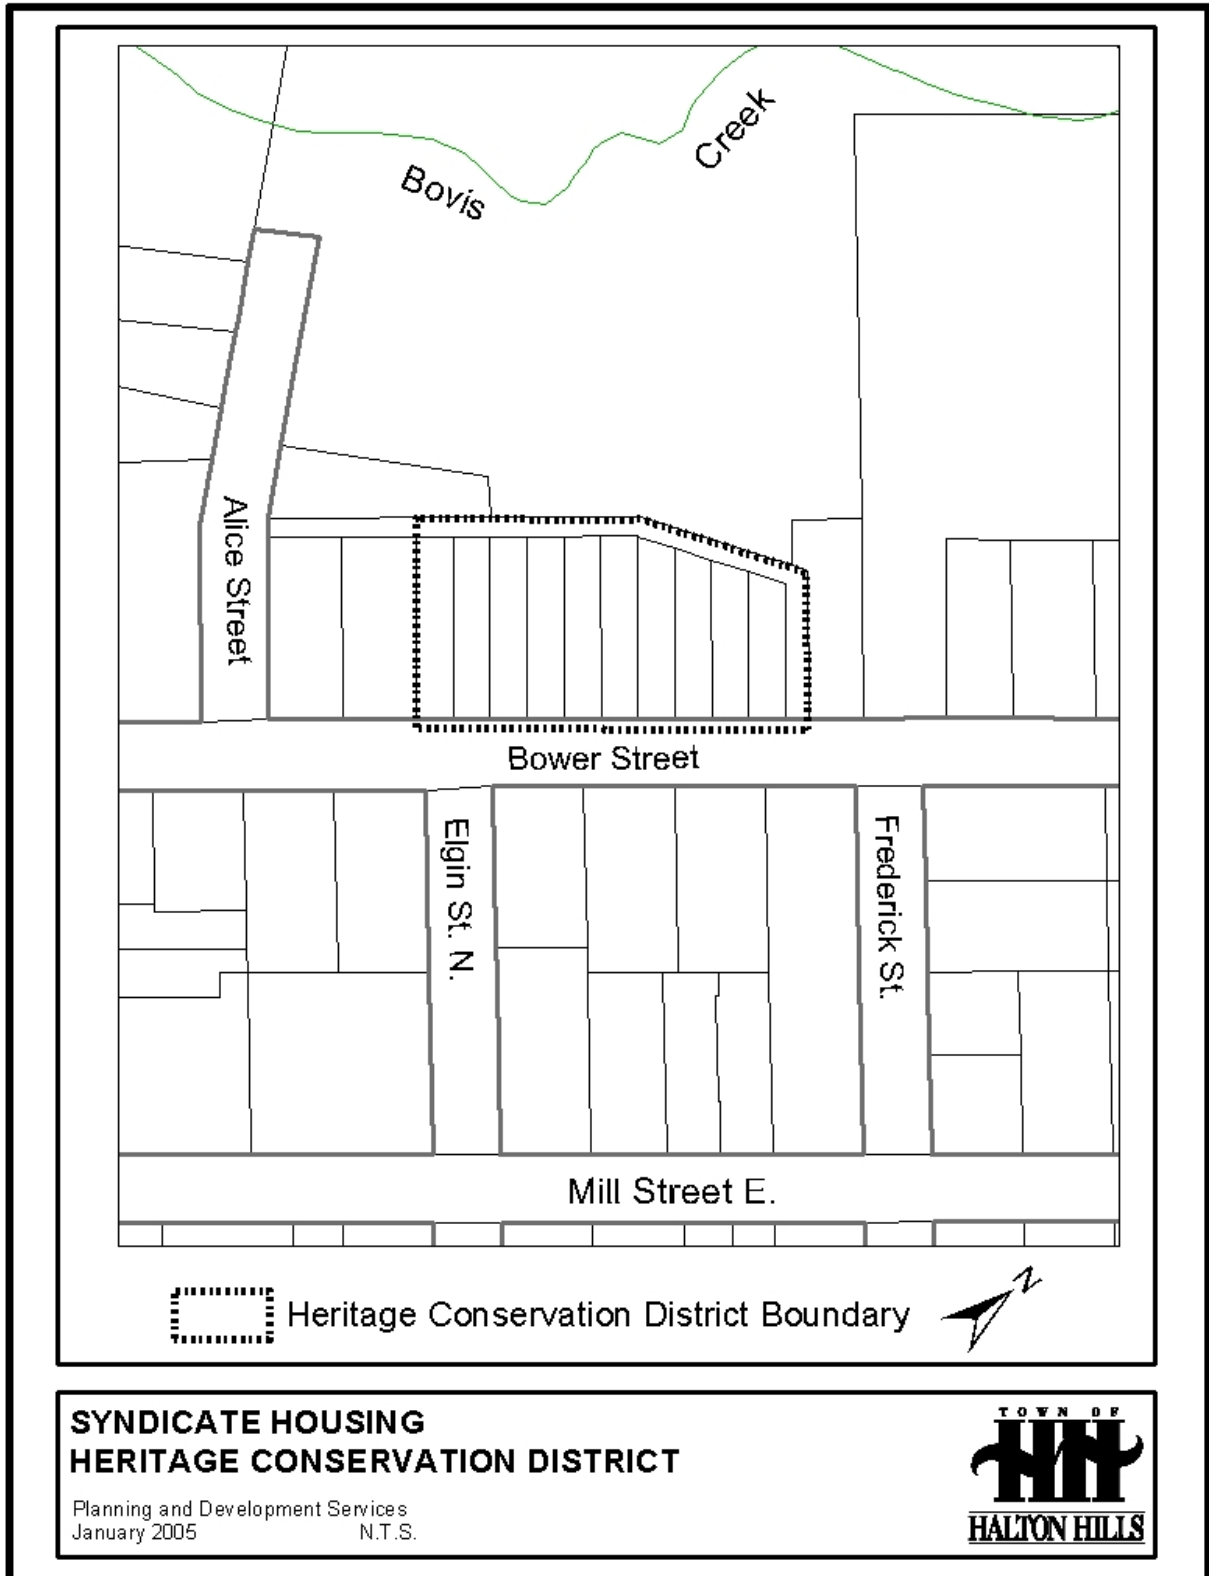 Creek
Bovis
Alice Street
Bower Street
Elgin St. N.
Frederick St.
Mill Street E.
Heritage Conservation District Boundary
N
SYNDICATE HOUSING
HERITAGE CONSERVATION DISTRICT
Planning and Development Services
January 2005 N.T.S.
TOWN OF
HH
HALTON HILLS